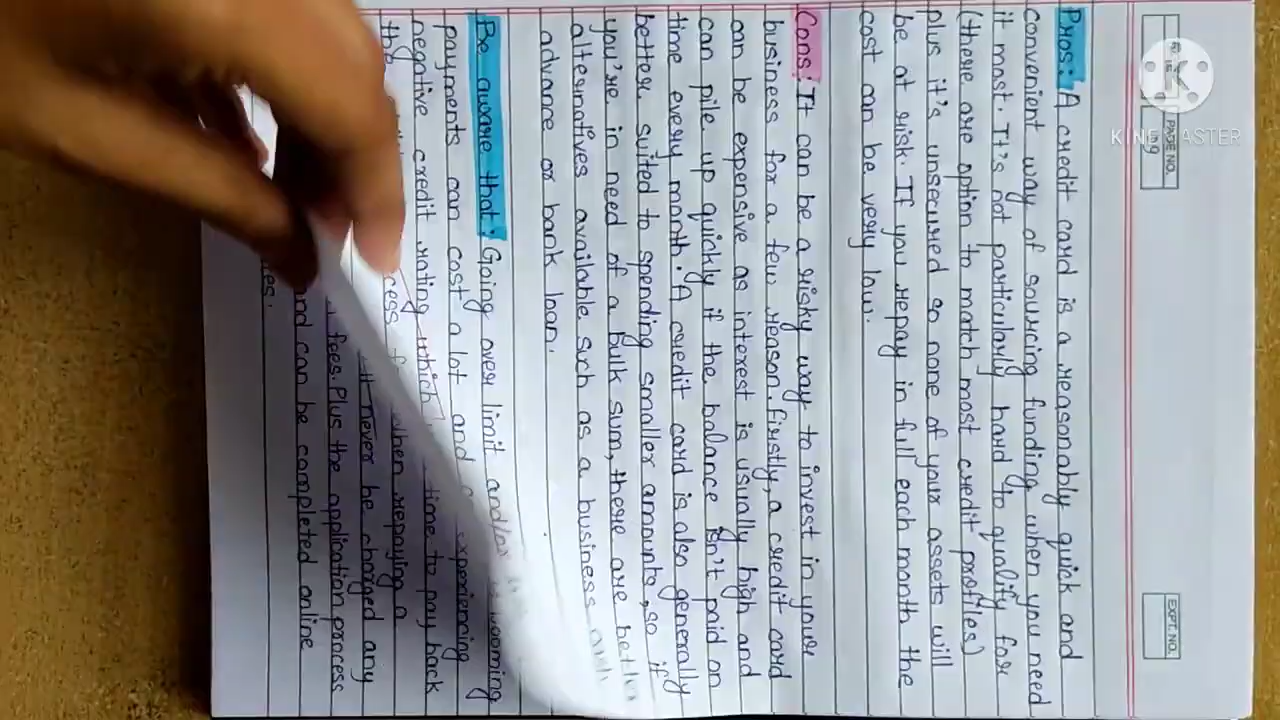 PAGE NO.
EXPT. NO.
KINEMASTER
Pros: A credit card is a reasonably quick and
convenient way of sourcing funding when you need
it most. It's not particularly hard to qualify for
(there are option to match most credit profiles)
plus it's unsecured so none of your assets will
be at risk. If you repay in full each month the
cost can be very low.
Cons: It can be a risky way to invest in your
business for a few reason. Firstly, a credit card
an be expensive as interest is usually high and
can pile up quickly if the balance isn't paid on
time every month. A credit card is also generally
better suited to spending smaller amounts, so if
you're in need of a bulk sum, there are better
alternatives available such as a business
advance or bank loan.
Be aware that: Going over limit and/or
payments can cost a lot and experiencing
negative credit rating which time to pay back
the when repaying a
it never be charged any
fees. Plus the application process
and can be completed online